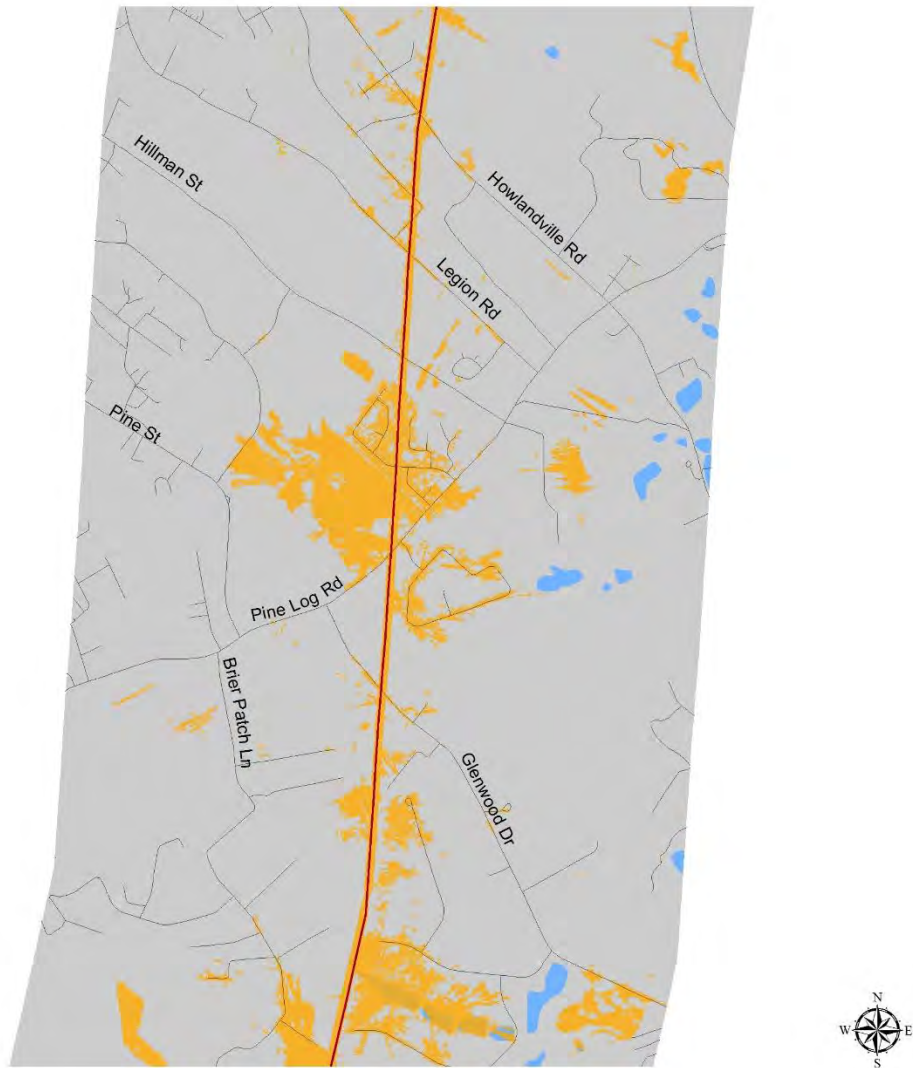 Hillman St
Howlandville Rd
Legion Rd
Pine St
Pine Log Rd
Brier Patch Ln
Glenwood Dr
N
W E
S